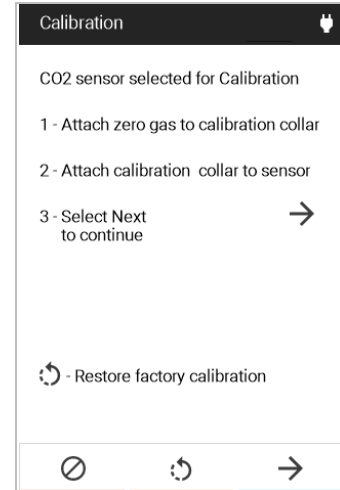 Calibration
CO2 sensor selected for Calibration
1 - Attach zero gas to calibration collar
2 - Attach calibration collar to sensor
3 - Select Next
to continue
- Restore factory calibration